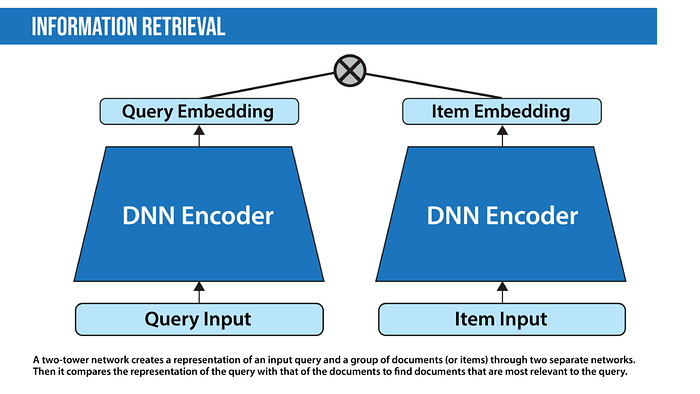 INFORMATION RETRIEVAL
Query Embedding
Item Embedding
DNN Encoder
DNN Encoder
Query Input
Item Input
A two-tower network creates a representation of an input query and a group of documents (or items) through two separate networks.
Then it compares the representation of the query with that of the documents to find documents that are most relevant to the query.